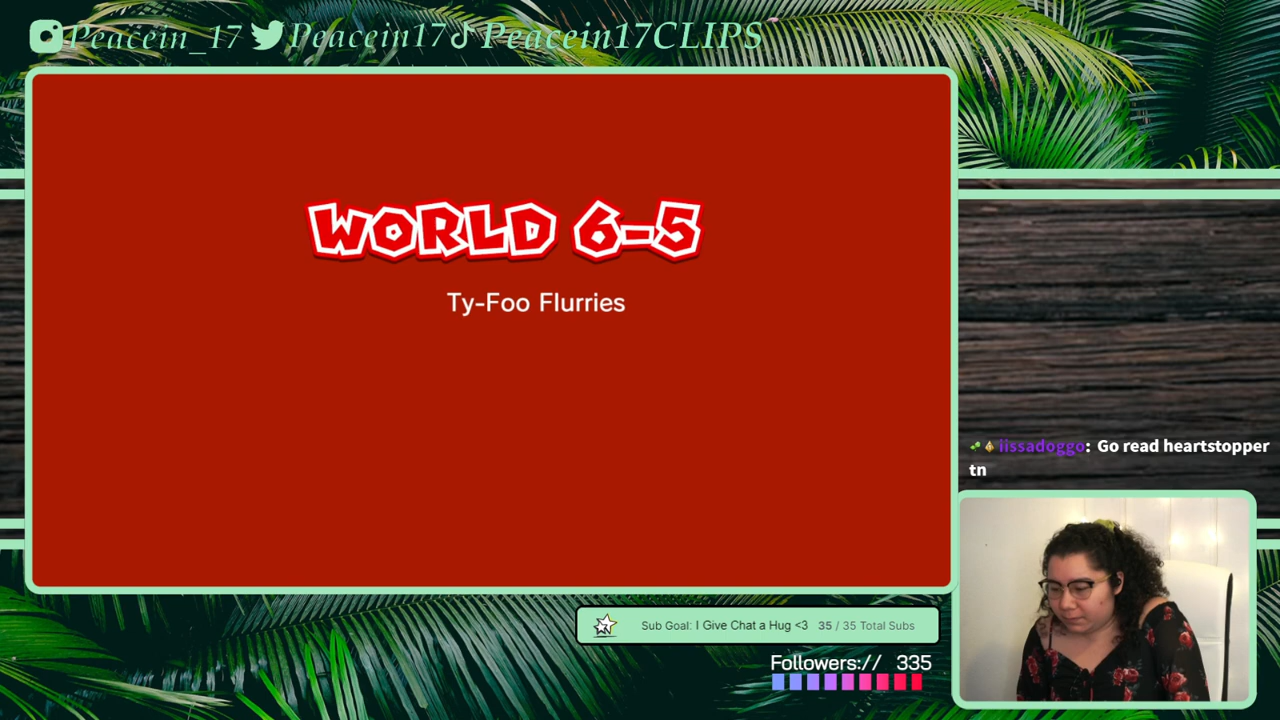 Peacein_17 Peacein17 Peacein17CLIPS
WORLD 6-5
Ty-Foo Flurries
iissadoggo: Go read heartstopper
tn
Sub Goal: I Give Chat a Hug <3 35 / 35 Total Subs
Followers:// 335